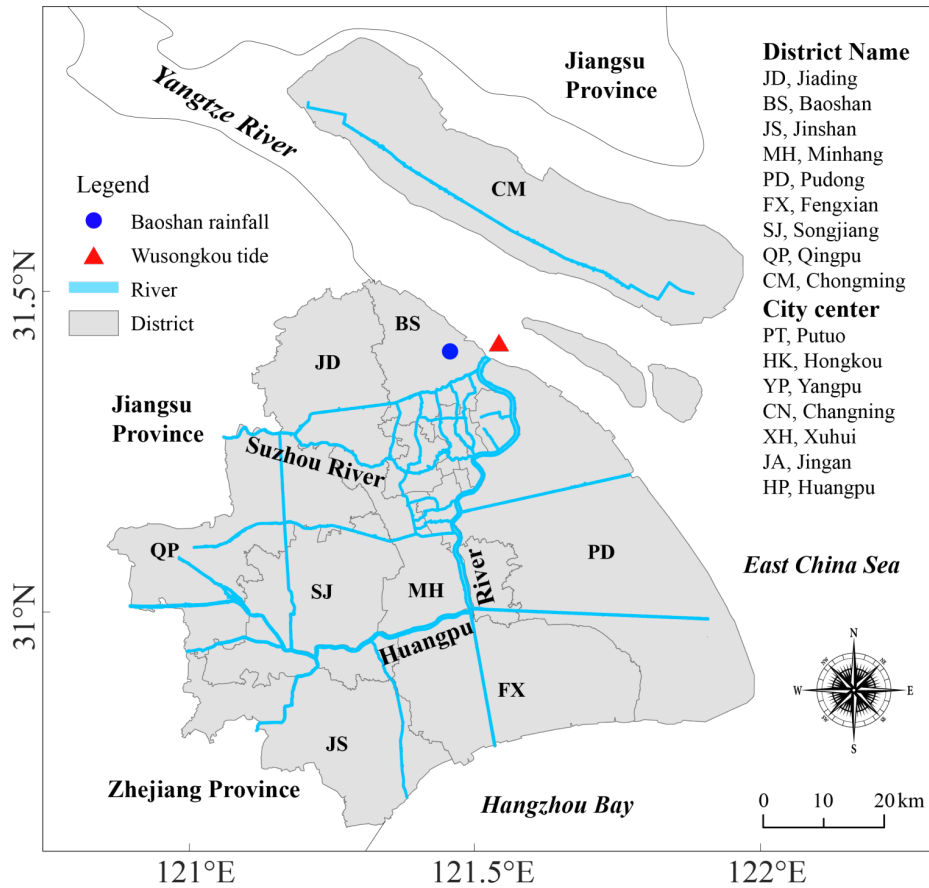 Jiangsu
Province
Yangtze River
District Name
JD, Jiading
BS, Baoshan
JS, Jinshan
MH, Minhang
PD, Pudong
FX, Fengxian
SJ, Songjiang
QP, Qingpu
CM, Chongming
City center
PT, Putuo
HK, Hongkou
YP, Yangpu
CN, Changning
XH, Xuhui
JA, Jingan
HP, Huangpu
Legend
Baoshan rainfall
Wusongkou tide
River
District
CM
31.5°N
BS
JD
Jiangsu
Province
Suzhou River
QP
PD
East China Sea
SJ
MH
River
31°N
Huangpu
FX
JS
Zhejiang Province
Hangzhou Bay
N
NW
NE
W
E
SW
SE
S
0 10 20 km
121°E
121.5°E
122°E